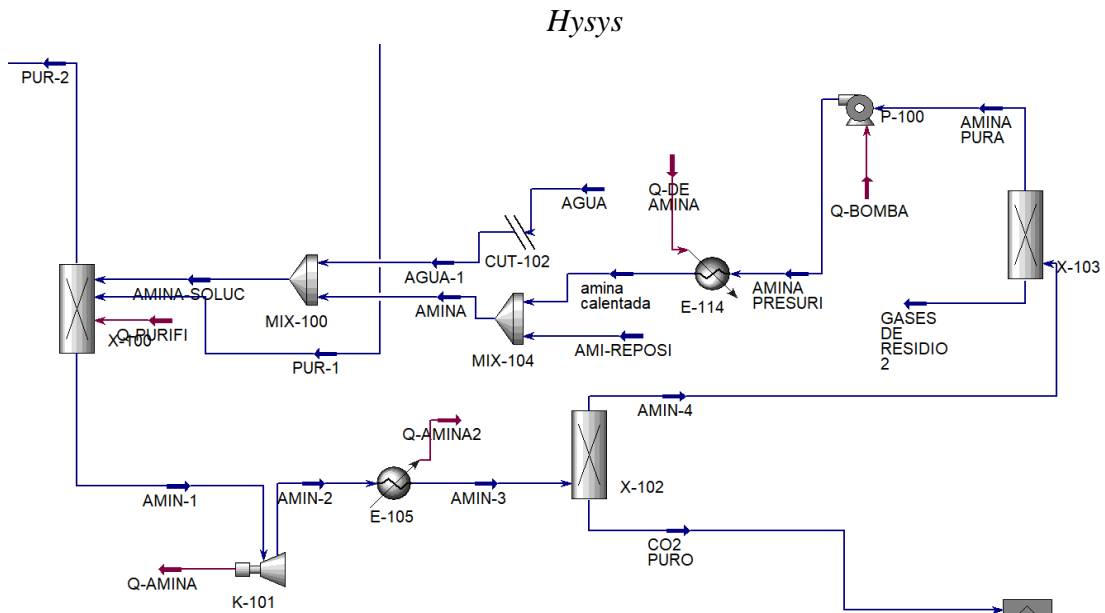 Hysys
PUR-2
P-100
AMINA
PURA
Q-DE
AMINA
AGUA
Q-BOMBA
CUT-102
AGUA-1
X-103
AMINA-SOLUC
amina
calentada
AMINA
PRESURI
E-114
MIX-100
AMINA
GASES
DE
RESIDIO
2
Q-PURIFI
X-100
MIX-104
AMI-REPOSI
PUR-1
AMIN-4
Q-AMINA2
AMIN-1
AMIN-2
AMIN-3
X-102
E-105
CO2
PURO
Q-AMINA
K-101